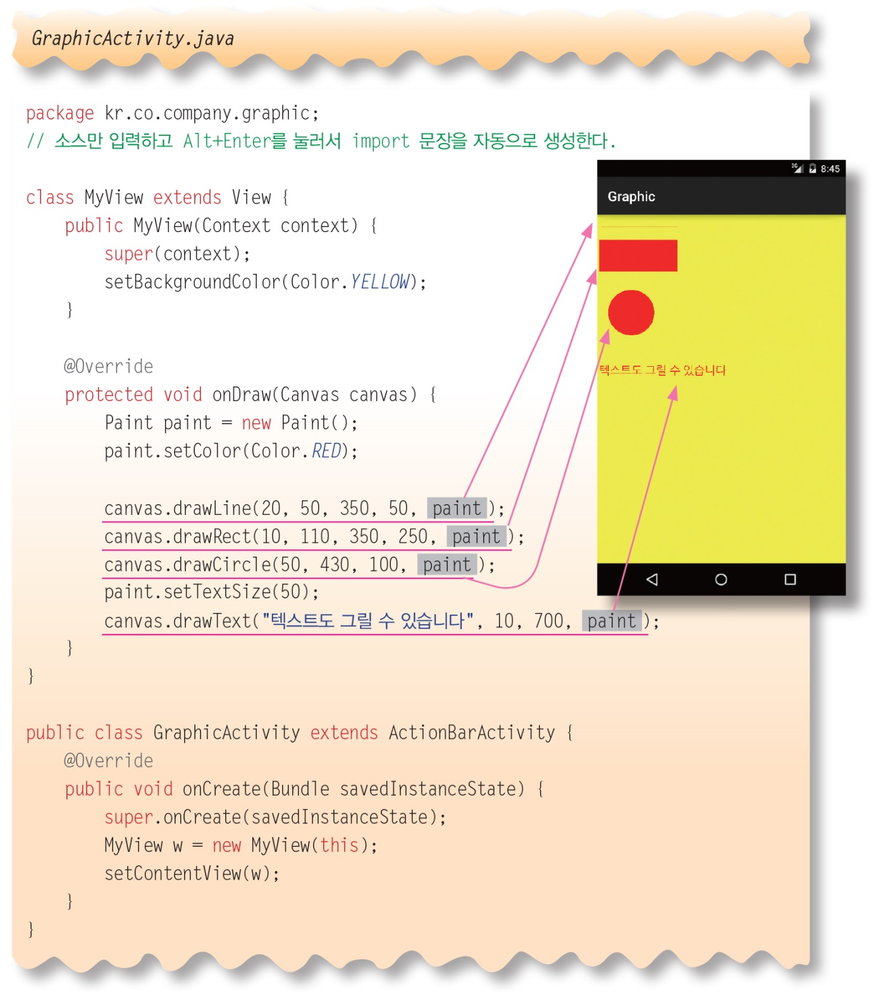 GraphicActivity.java
package kr.co.company.graphic;
// 소스만 입력하고 Alt+Enter를 눌러서 import 문장을 자동으로 생성한다.
class MyView extends View {
public MyView(Context context) {
super(context);
setBackgroundColor(Color.YELLOW);
}
@Override
protected void onDraw(Canvas canvas) {
Paint paint = new Paint();
paint.setColor(Color.RED);
canvas.drawLine(20, 50, 350, 50, paint);
canvas.drawRect(10, 110, 350, 250, paint);
canvas.drawCircle(50, 430, 100, paint);
paint.setTextSize(50);
canvas.drawText("텍스트도 그릴 수 있습니다", 10, 700, paint);
}
}
public class GraphicActivity extends ActionBarActivity {
@Override
public void onCreate(Bundle savedInstanceState) {
super.onCreate(savedInstanceState);
MyView w = new MyView(this);
setContentView(w);
}
}
3G 8:45
Graphic
텍스트도 그릴 수 있습니다